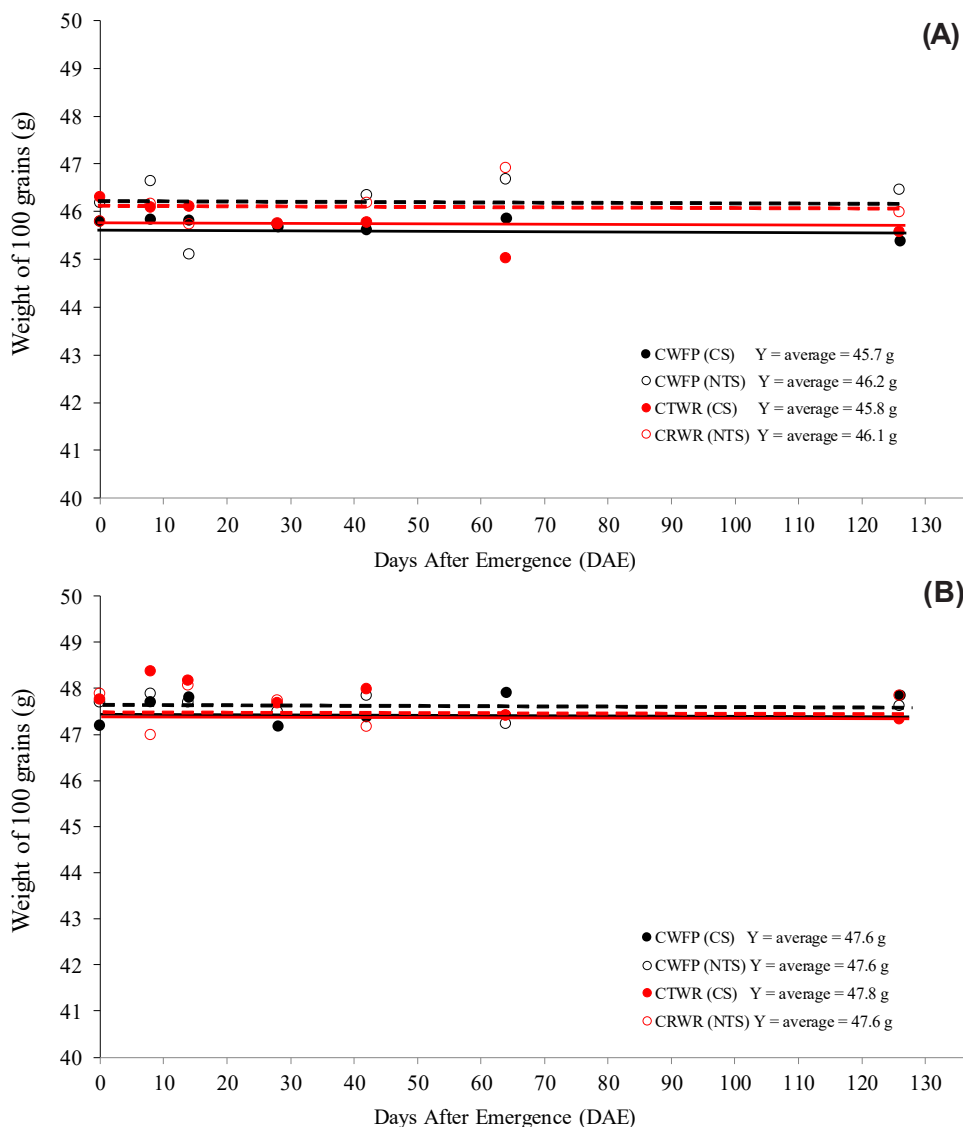 (A)
50
49
48
47
46
45
44
43
42
41
40
Weight of 100 grains (g)
CWFP (CS) Y = average = 45.7 g
CWFP (NTS) Y = average = 46.2 g
CTWR (CS) Y = average = 45.8 g
CRWR (NTS) Y = average = 46.1 g
0 10 20 30 40 50 60 70 80 90 100 110 120 130
Days After Emergence (DAE)
(B)
50
49
48
47
46
45
44
43
42
41
40
Weight of 100 grains (g)
CWFP (CS) Y = average = 47.6 g
CWFP (NTS) Y = average = 47.6 g
CTWR (CS) Y = average = 47.8 g
CRWR (NTS) Y = average = 47.6 g
0 10 20 30 40 50 60 70 80 90 100 110 120 130
Days After Emergence (DAE)